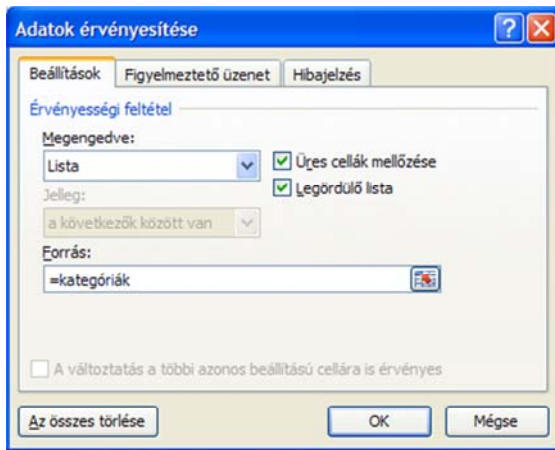 Adatok érvényesítése
Beállítások
Figyelmeztető üzenet
Hibajelzés
Érvényességi feltétel
Megengedve:
Lista
Üres cellák mellőzése
Legördülő lista
Jelleg:
a következők között van
Forrás:
=kategóriák
A változtatás a többi azonos beállítású cellára is érvényes
Az összes törlése
OK
Mégse